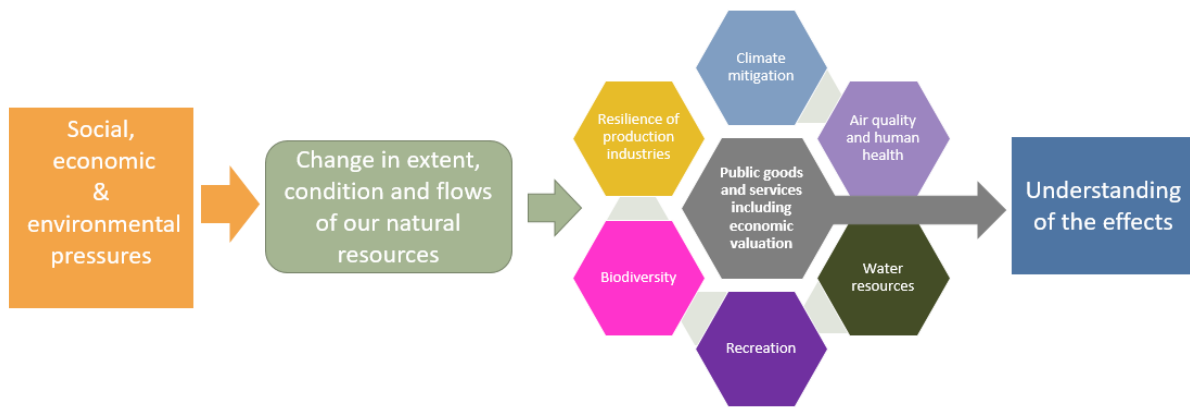 Social,
economic
&
environmental
pressures
Change in extent,
condition and flows
of our natural
resources
Climate
mitigation
Resilience of
production
industries
Air quality
and human
health
Public goods
and services
including
economic
valuation
Biodiversity
Water
resources
Recreation
Understanding
of the effects